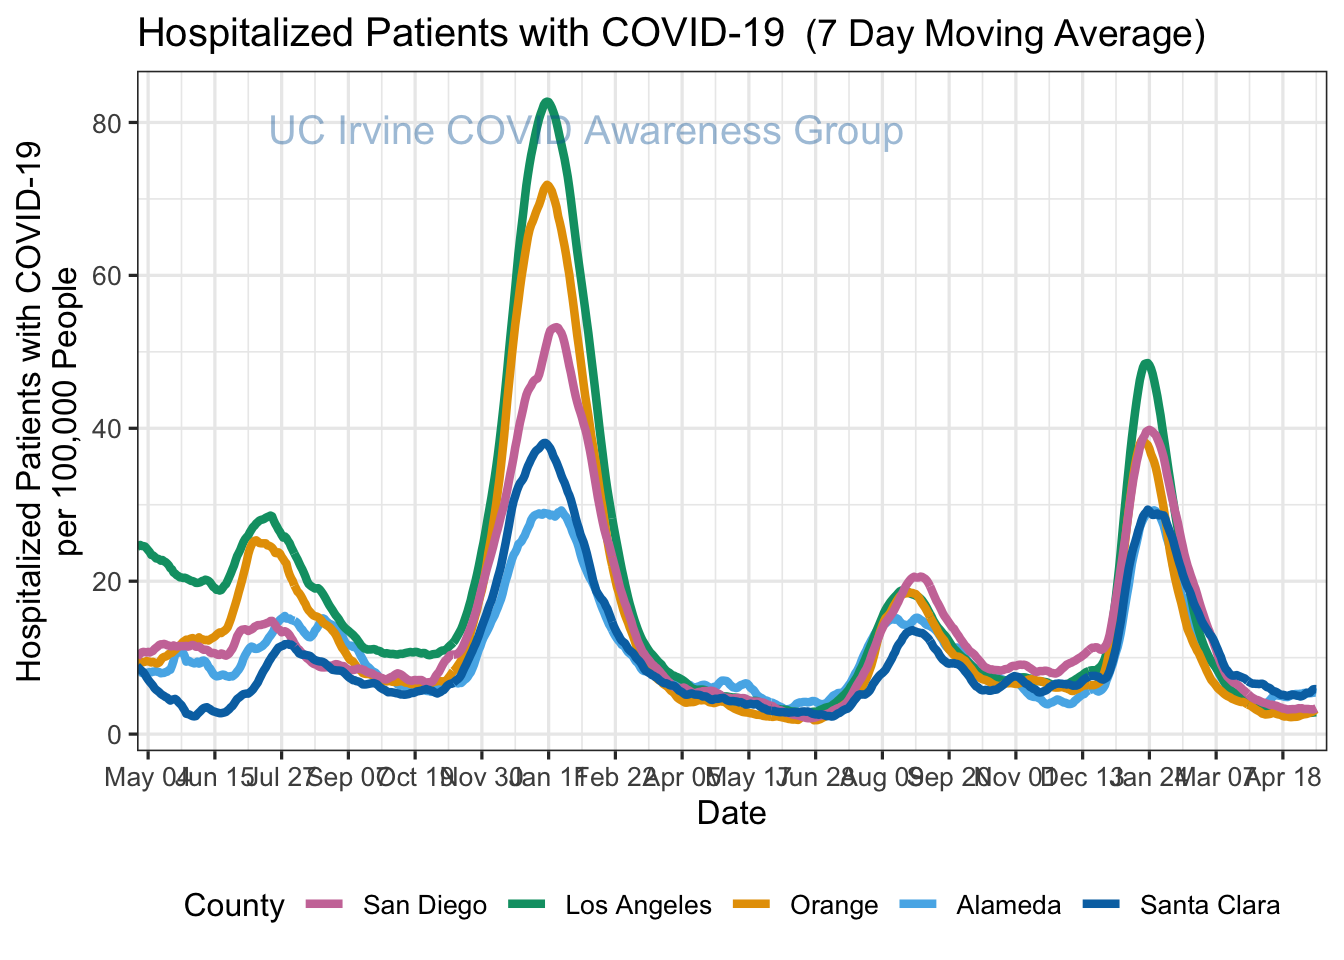 Hospitalized Patients with COVID-19 (7 Day Moving Average)
UC Irvine COVID Awareness Group
Hospitalized Patients with COVID-19
per 100,000 People
80
60
40
20
0
May 04 Jun 15 Jul 27 Sep 07 Oct 19 Nov 30 Jan 11 Feb 22 Apr 05 May 17 Jun 28 Aug 09 Sep 20 Nov 01 Dec 13 Jan 24 Mar 07 Apr 18
Date
County San Diego Los Angeles Orange Alameda Santa Clara